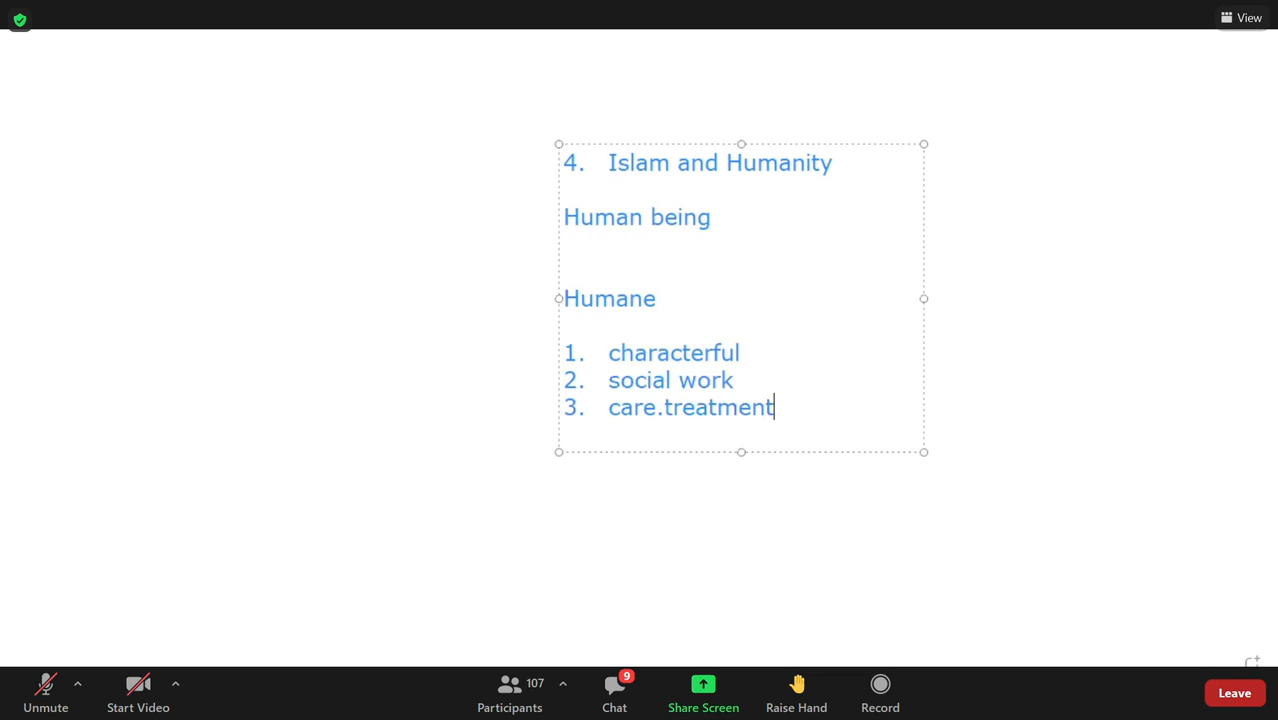 View
4. Islam and Humanity
Human being
Humane
1. characterful
2. social work
3. care.treatment
Unmute
Start Video
Participants
107
Chat
9
Share Screen
Raise Hand
Record
Leave